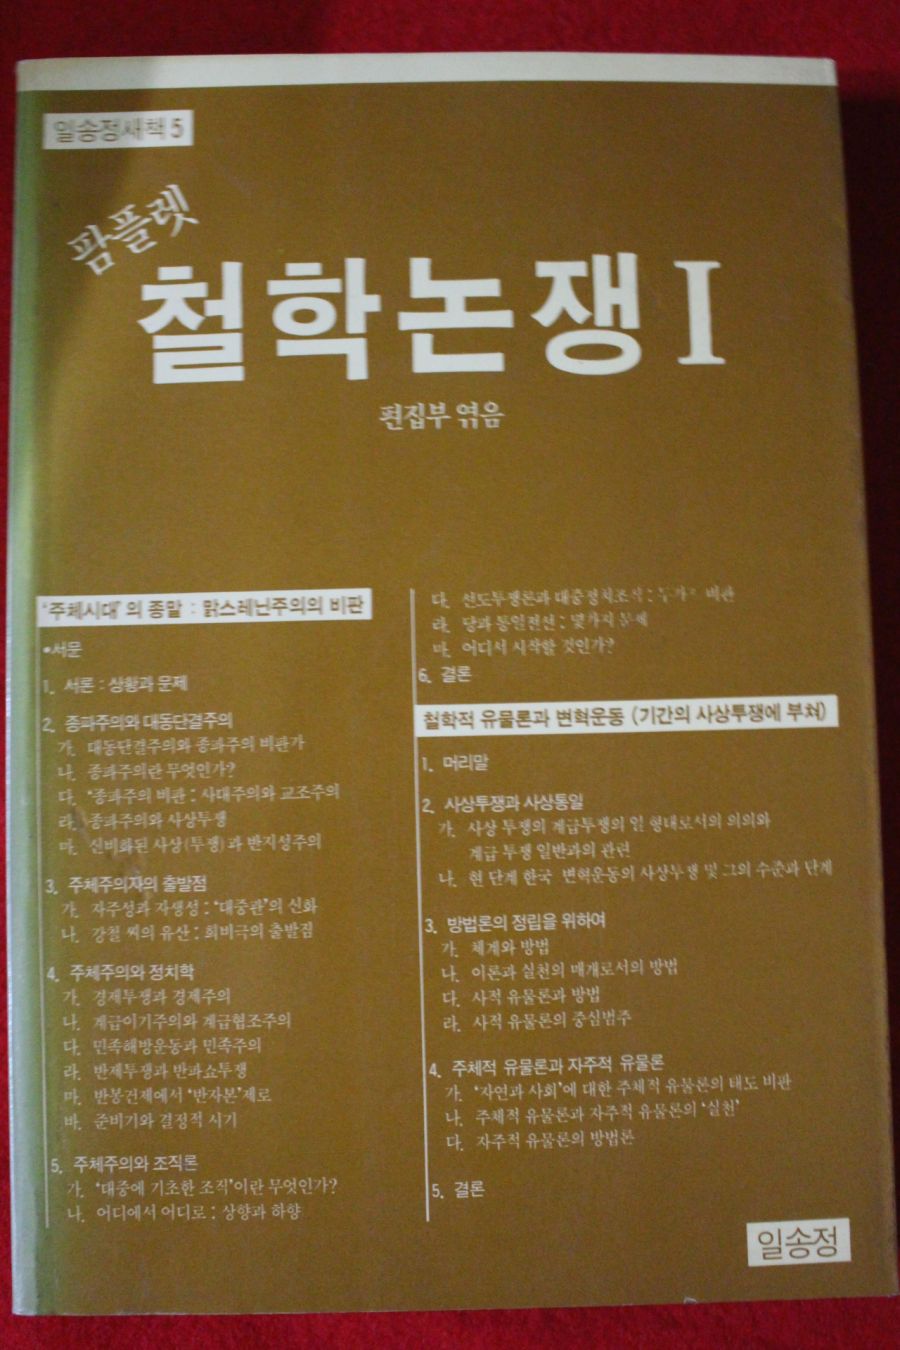 일송정새책 5
팜플렛
철학논쟁 I
편집부 엮음
'주체시대'의 종말 : 맑스레닌주의의 비판
•서문
1. 서론 : 상황과 문제
2. 종파주의와 대동단결주의
가. 대동단결주의와 종파주의 비판가
나. 종파주의란 무엇인가?
다. '종파주의 비판 : 사대주의와 교조주의
라. 종파주의와 사상투쟁
마. 신비화된 사상(투쟁)과 반지성주의
3. 주체주의자의 출발점
가. 자주성과 자생성 : '대중관'의 신화
나. 강철 씨의 유산 : 희비극의 출발점
4. 주체주의와 정치학
가. 경제투쟁과 경제주의
나. 계급이기주의와 계급협조주의
다. 민족해방운동과 민족주의
라. 반제투쟁과 반파쇼투쟁
마. 반봉건제에서 '반자본'제로
바. 준비기와 결정적 시기
5. 주체주의와 조직론
가. '대중에 기초한 조직'이란 무엇인가?
나. 어디에서 어디로 : 상향과 하향
다. 선도투쟁론과 대중정치조직 : 두가지 비판
라. 당과 통일전선 : 몇가지 문제
마. 어디서 시작할 것인가?
6. 결론
철학적 유물론과 변혁운동 (기간의 사상투쟁에 부쳐)
1. 머리말
2. 사상투쟁과 사상통일
가. 사상 투쟁의 계급투쟁의 일 형태로서의 의의와
계급 투쟁 일반과의 관련
나. 현 단계 한국 변혁운동의 사상투쟁 및 그의 수준과 단계
3. 방법론의 정립을 위하여
가. 체계와 방법
나. 이론과 실천의 매개로서의 방법
다. 사적 유물론과 방법
라. 사적 유물론의 중심범주
4. 주체적 유물론과 자주적 유물론
가. '자연과 사회'에 대한 주체적 유물론의 태도 비판
나. 주체적 유물론과 자주적 유물론의 '실천'
다. 자주적 유물론의 방법론
5. 결론
일송정